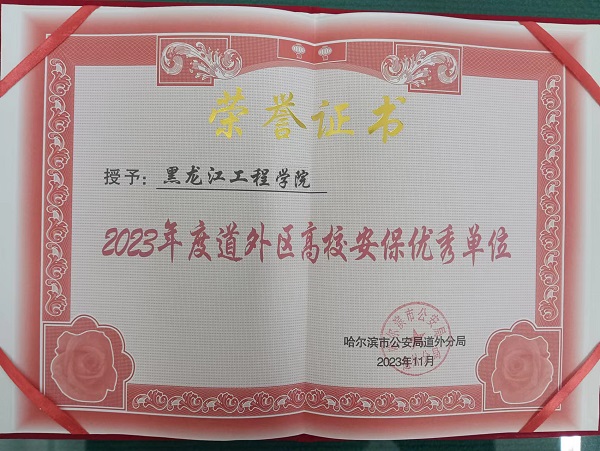 荣誉证书
授予：黑龙江工程学院
2023年度道外区高校安保优秀单位
哈尔滨市公安局道外分局
2023年11月